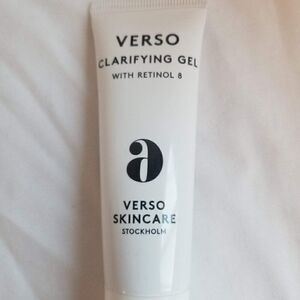 VERSO
CLARIFYING GEL
WITH RETINOL 8
VERSO
SKINCARE
STOCKHOLM